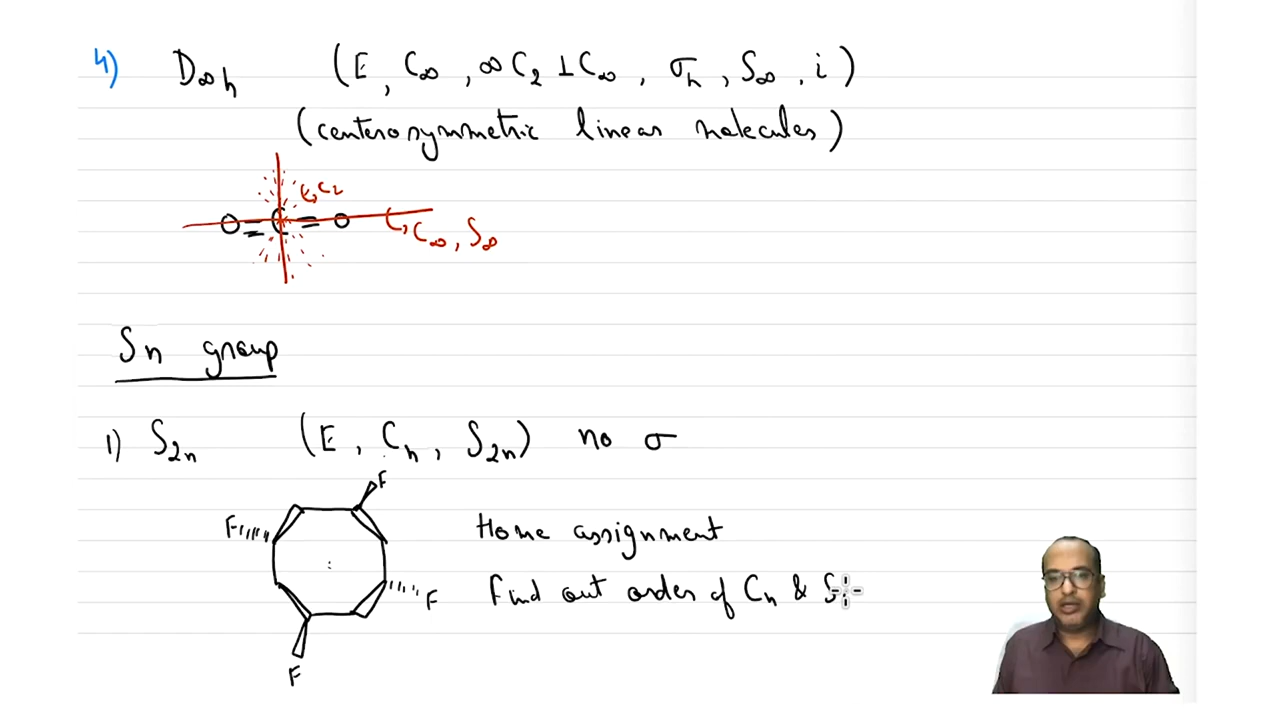 4) D∞h (E, C∞, ∞C₂ ⊥ C∞, σₕ, S∞, i)
(centerosymmetric linear molecules)
E, C₂
O = C = O C, C∞, S∞
Sn group
1) S₂ₙ (E, Cₙ, S₂ₙ) no σ
F
F Home assignment
F Find out order of Cₙ & S
F